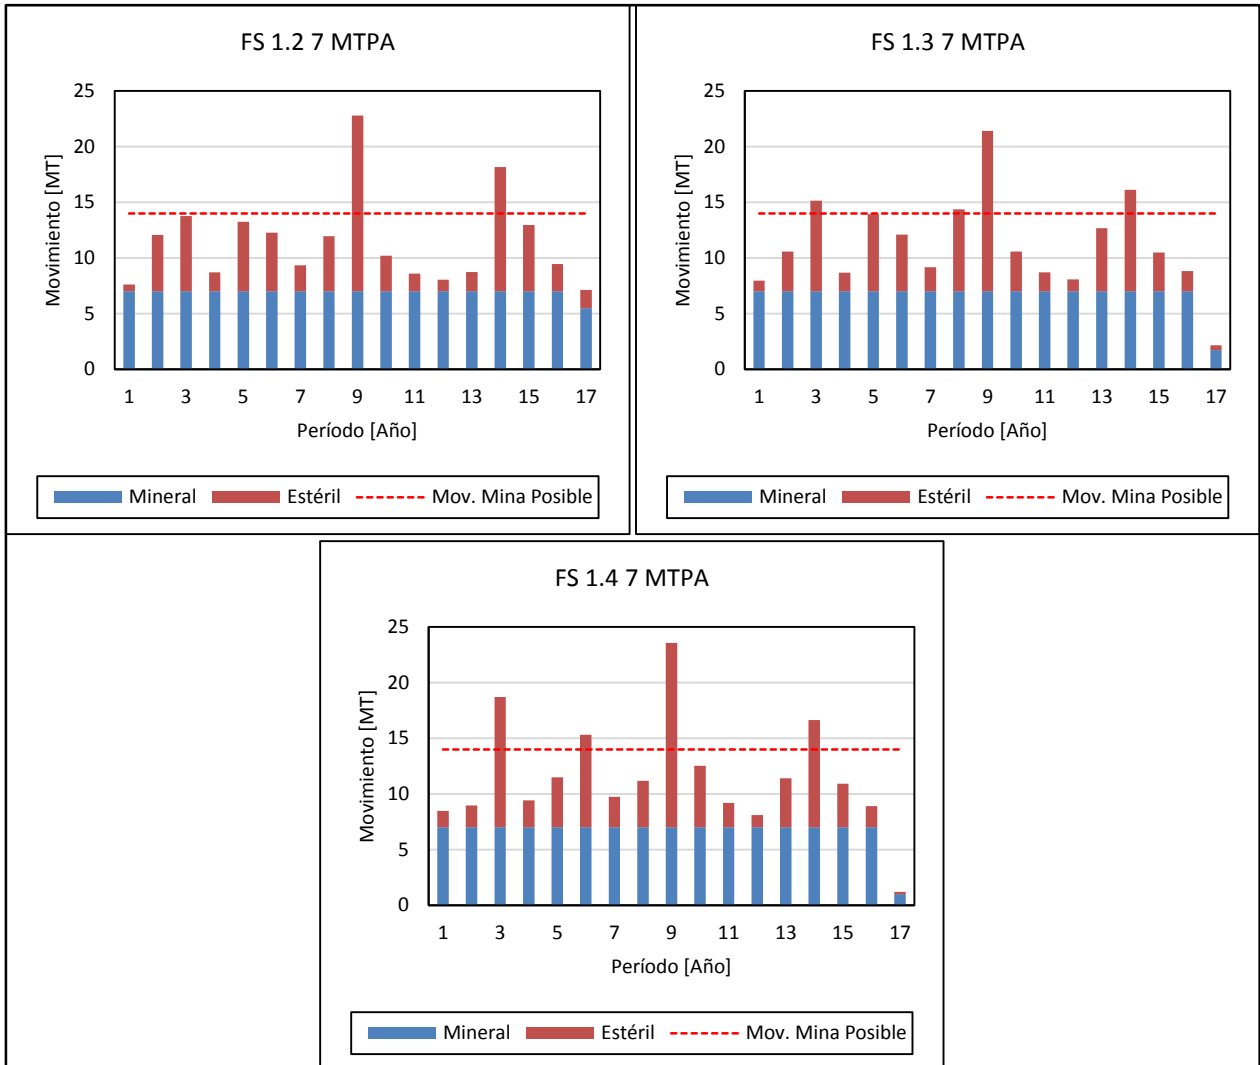 FS 1.2 7 MTPA
25
20
15
10
5
0
Movimiento [MT]
1 3 5 7 9 11 13 15 17
Período [Año]
Mineral Estéril Mov. Mina Posible
FS 1.3 7 MTPA
25
20
15
10
5
0
Movimiento [MT]
1 3 5 7 9 11 13 15 17
Período [Año]
Mineral Estéril Mov. Mina Posible
FS 1.4 7 MTPA
25
20
15
10
5
0
Movimiento [MT]
1 3 5 7 9 11 13 15 17
Período [Año]
Mineral Estéril Mov. Mina Posible